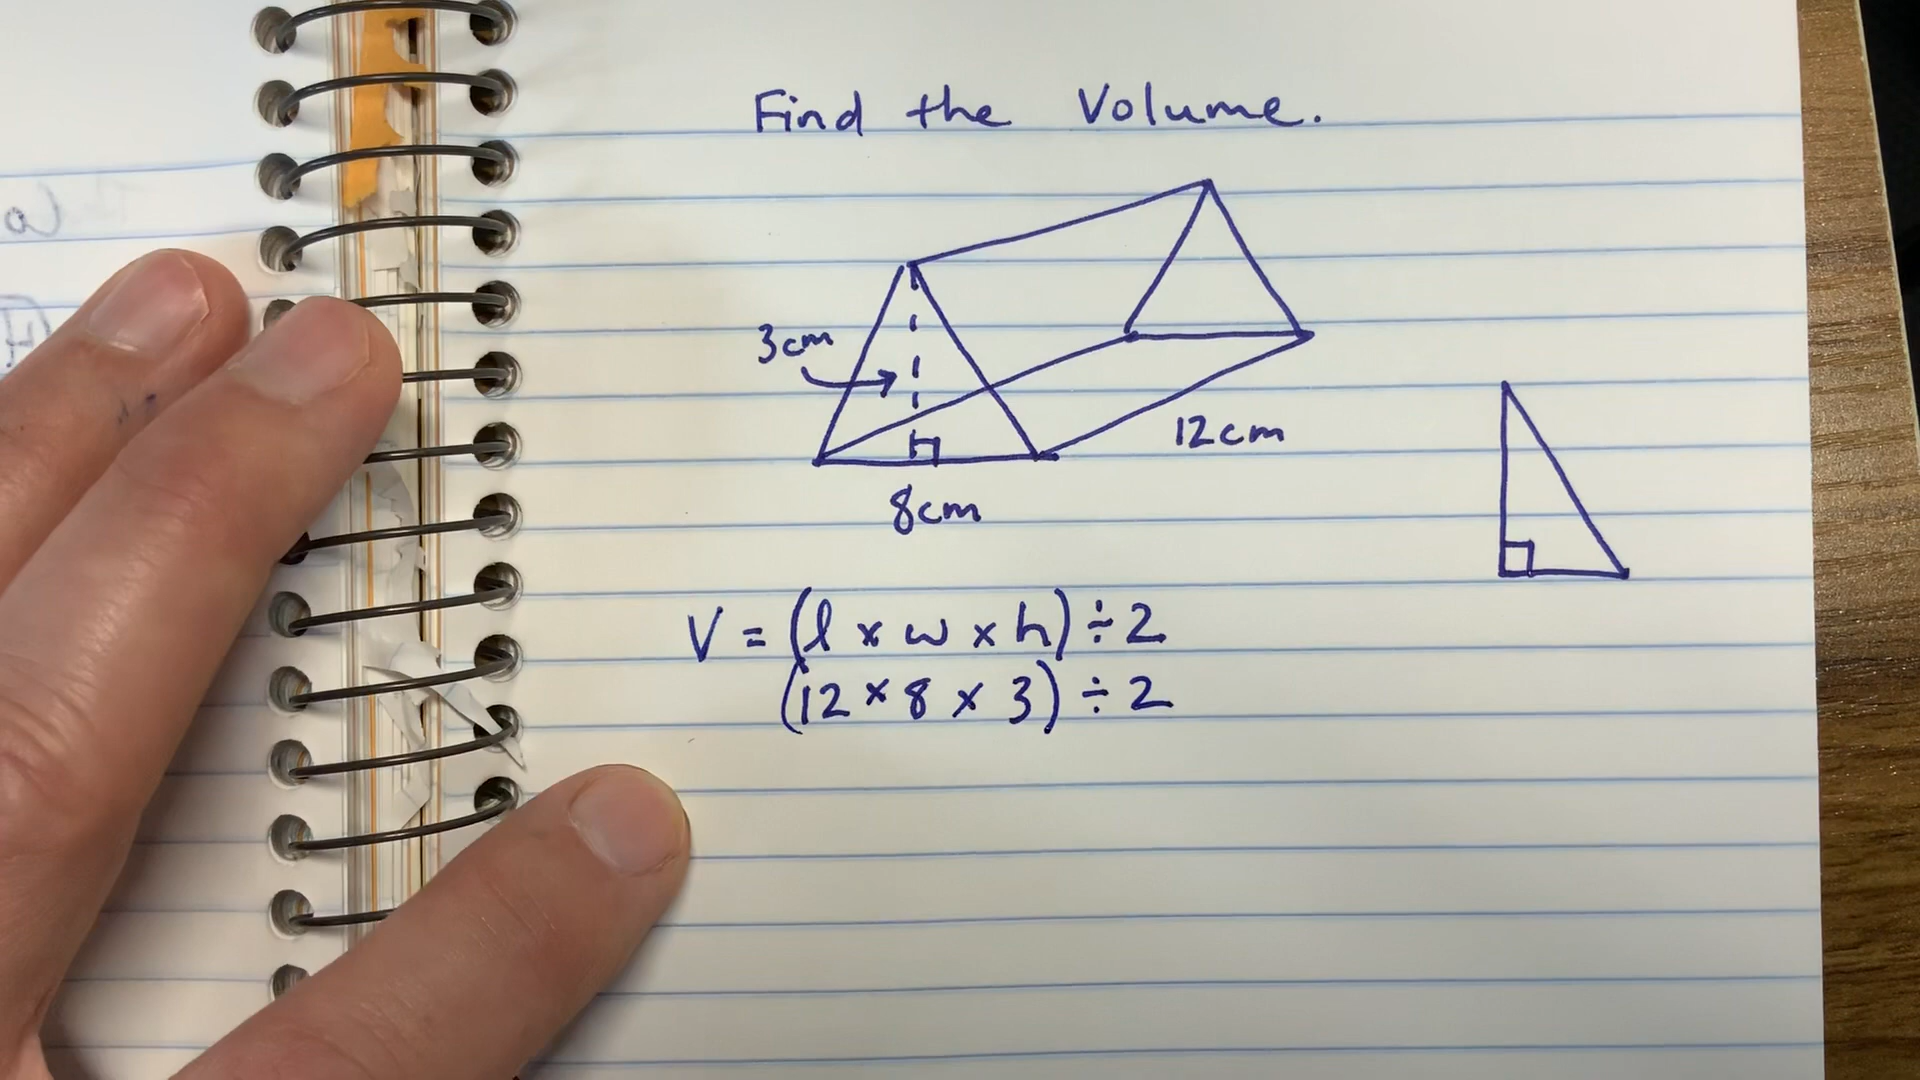 Find the Volume.
3cm
12cm
8cm
V = (l × w × h) ÷ 2
(12 × 8 × 3) ÷ 2